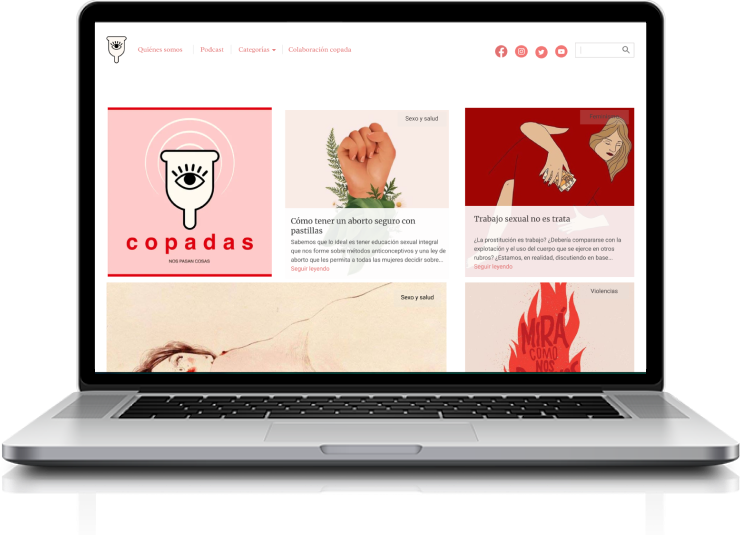 Quiénes somos
Podcast
Categorías
Colaboración copada
copadas
NOS PASAN COSAS
Sexo y salud
Cómo tener un aborto seguro con
pastillas
Sabemos que lo ideal es tener educación sexual integral
que nos forme sobre métodos anticonceptivos y una ley de
aborto que les permita a todas las mujeres decidir sobre...
Seguir leyendo
Trabajo sexual no es trata
¿La prostitución es trabajo? ¿Debería compararse con la
explotación y el uso del cuerpo que se ejerce en otros
rubros? ¿Estamos, en realidad, discutiendo en base...
Seguir leyendo
Sexo y salud
Violencias
MIRÁ
CÓMO
NOS